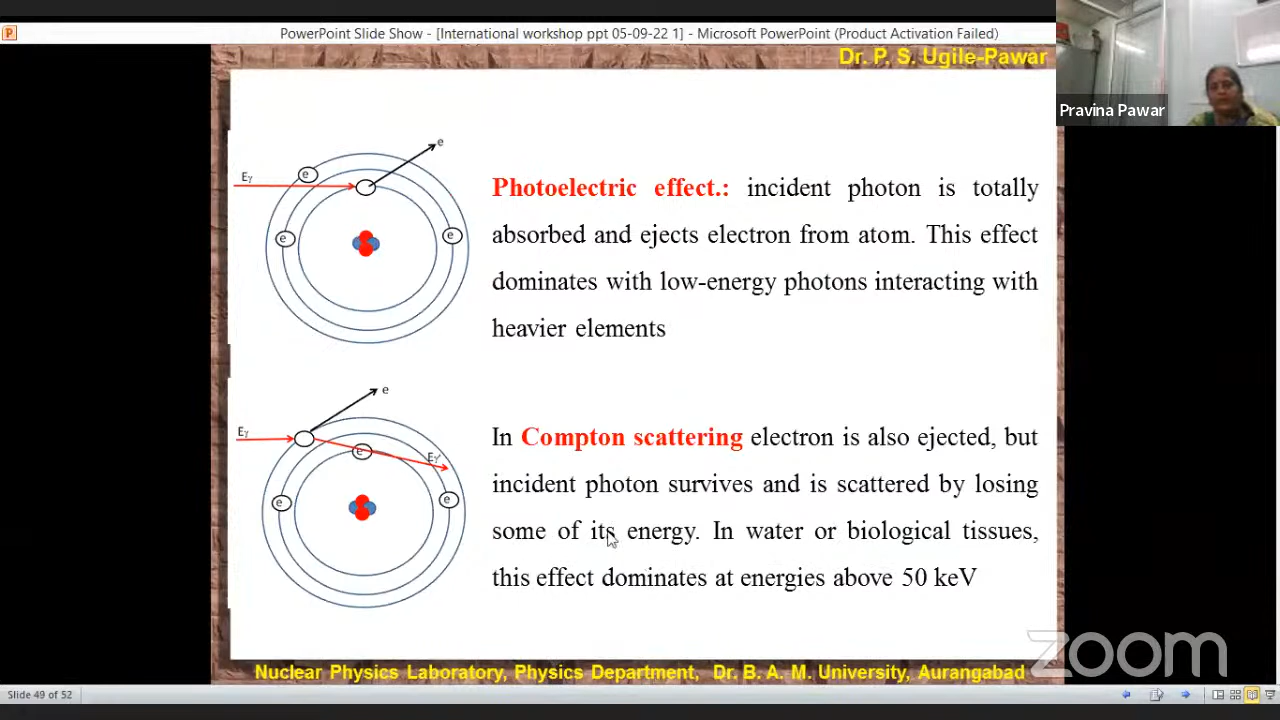 P
PowerPoint Slide Show - [International workshop ppt 05-09-22 1] - Microsoft PowerPoint (Product Activation Failed)
Dr. P. S. Ugile-Pawar
Pravina Pawar
e
Eγ
e
e
e
Photoelectric effect.: incident photon is totally
absorbed and ejects electron from atom. This effect
dominates with low-energy photons interacting with
heavier elements
e
Eγ
e
Eγ'
e
e
In Compton scattering electron is also ejected, but
incident photon survives and is scattered by losing
some of its energy. In water or biological tissues,
this effect dominates at energies above 50 keV
zoom
Nuclear Physics Laboratory, Physics Department, Dr. B. A. M. University, Aurangabad
Slide 49 of 52